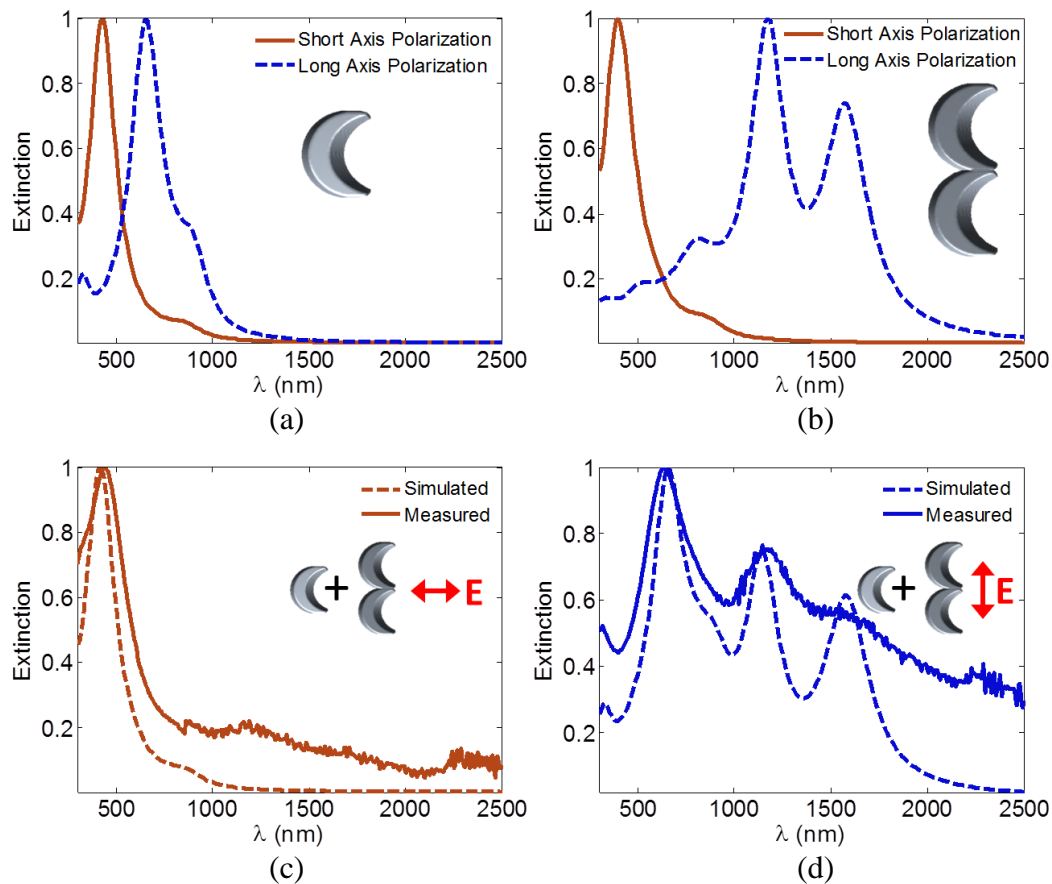 1
0.8
0.6
0.4
0.2
Extinction
500 1000 1500 2000 2500
λ (nm)
Short Axis Polarization
Long Axis Polarization
(a)
1
0.8
0.6
0.4
0.2
Extinction
500 1000 1500 2000 2500
λ (nm)
Short Axis Polarization
Long Axis Polarization
(b)
1
0.8
0.6
0.4
0.2
Extinction
500 1000 1500 2000 2500
λ (nm)
Simulated
Measured
+ E
(c)
1
0.8
0.6
0.4
0.2
Extinction
500 1000 1500 2000 2500
λ (nm)
Simulated
Measured
+ E
(d)